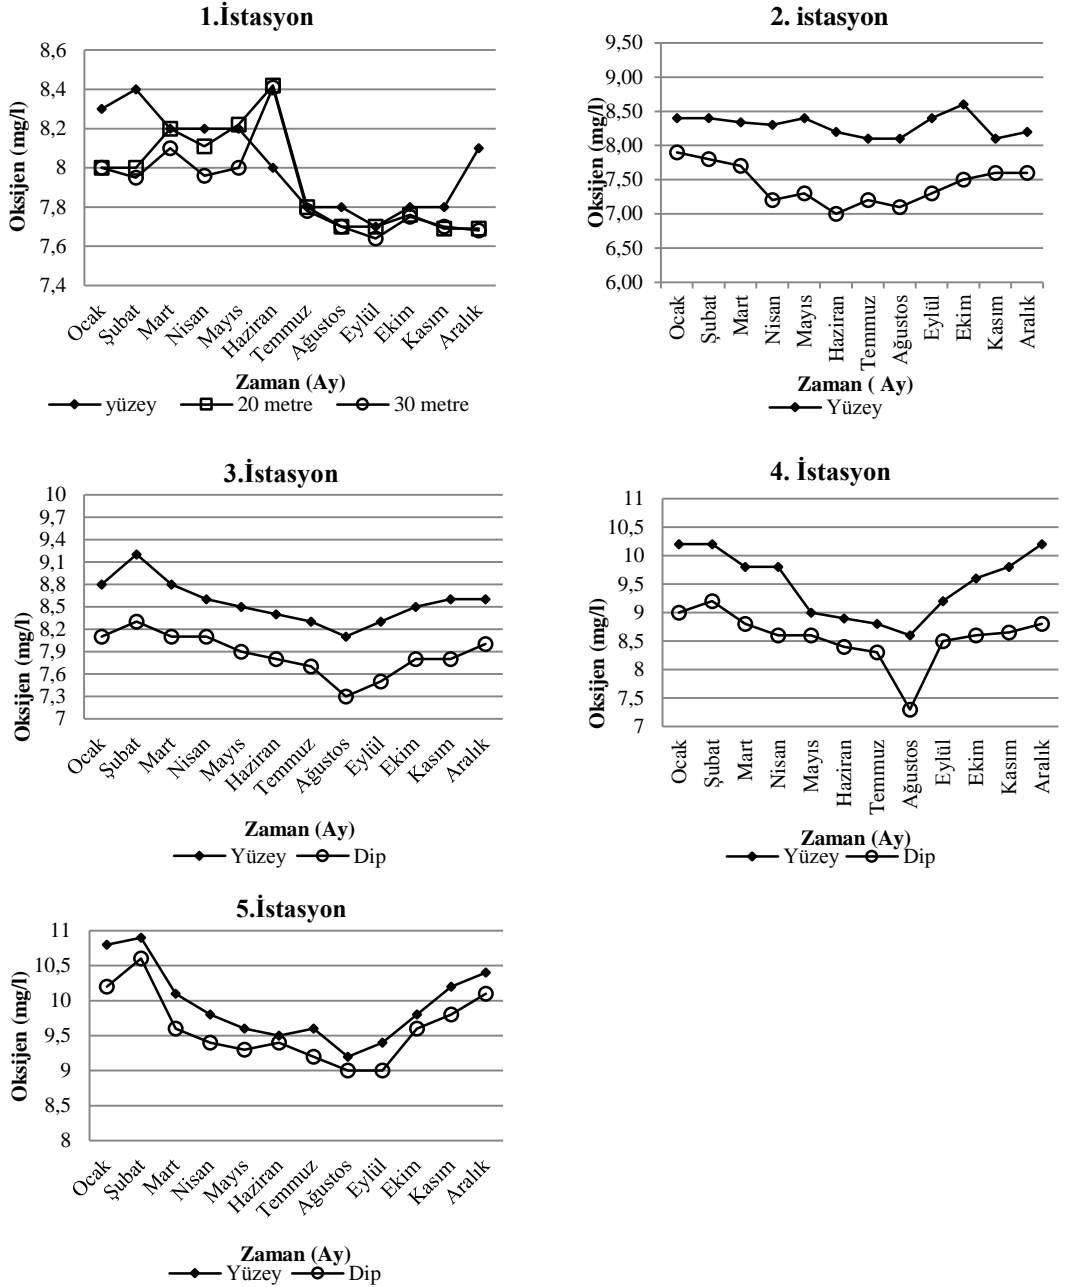 1.İstasyon
Oksijen (mg/l)
8,6
8,4
8,2
8
7,8
7,6
7,4
Ocak
Şubat
Mart
Nisan
Mayıs
Haziran
Temmuz
Ağustos
Eylül
Ekim
Kasım
Aralık
Zaman (Ay)
yüzey 20 metre 30 metre
2. istasyon
Oksijen (mg/l)
9,50
9,00
8,50
8,00
7,50
7,00
6,50
6,00
Ocak
Şubat
Mart
Nisan
Mayıs
Haziran
Temmuz
Ağustos
Eylül
Ekim
Kasım
Aralık
Zaman ( Ay)
Yüzey
3.İstasyon
Oksijen (mg/l)
10
9,7
9,4
9,1
8,8
8,5
8,2
7,9
7,6
7,3
7
Ocak
Şubat
Mart
Nisan
Mayıs
Haziran
Temmuz
Ağustos
Eylül
Ekim
Kasım
Aralık
Zaman (Ay)
Yüzey Dip
4. İstasyon
Oksijen (mg/l)
11
10,5
10
9,5
9
8,5
8
7,5
7
Ocak
Şubat
Mart
Nisan
Mayıs
Haziran
Temmuz
Ağustos
Eylül
Ekim
Kasım
Aralık
Zaman (Ay)
Yüzey Dip
5.İstasyon
Oksijen (mg/l)
11
10,5
10
9,5
9
8,5
8
Ocak
Şubat
Mart
Nisan
Mayıs
Haziran
Temmuz
Ağustos
Eylül
Ekim
Kasım
Aralık
Zaman (Ay)
Yüzey Dip